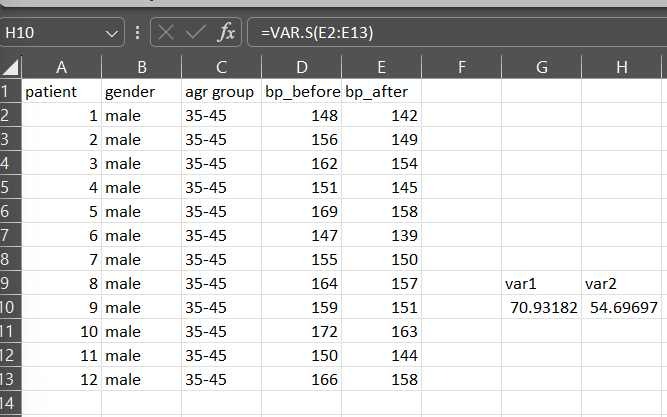 H10 fx =VAR.S(E2:E13)
A B C D E F G H
1 patient gender agr group bp_before bp_after
2 1 male 35-45 148 142
3 2 male 35-45 156 149
4 3 male 35-45 162 154
5 4 male 35-45 151 145
6 5 male 35-45 169 158
7 6 male 35-45 147 139
8 7 male 35-45 155 150
9 8 male 35-45 164 157 var1 var2
10 9 male 35-45 159 151 70.93182 54.69697
11 10 male 35-45 172 163
12 11 male 35-45 150 144
13 12 male 35-45 166 158
14